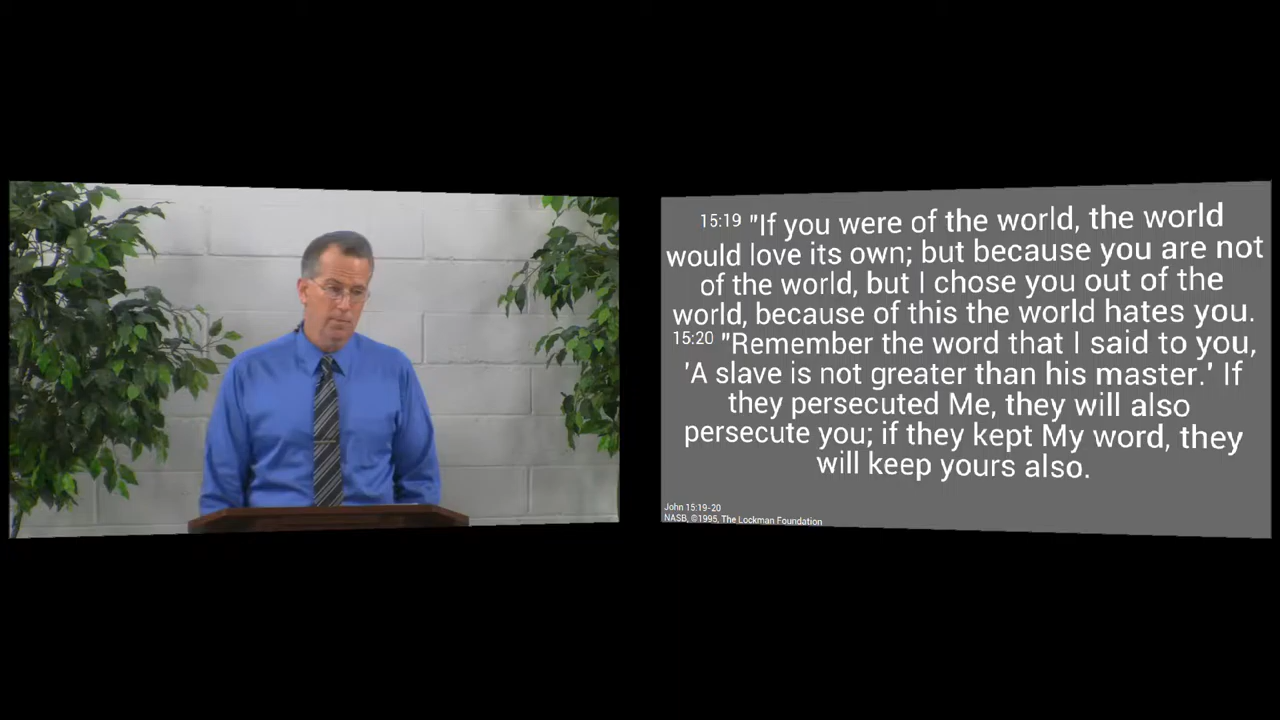 15:19 "If you were of the world, the world
would love its own; but because you are not
of the world, but I chose you out of the
world, because of this the world hates you.
15:20 "Remember the word that I said to you,
'A slave is not greater than his master.' If
they persecuted Me, they will also
persecute you; if they kept My word, they
will keep yours also.
John 15:19-20
NASB, ©1995, The Lockman Foundation